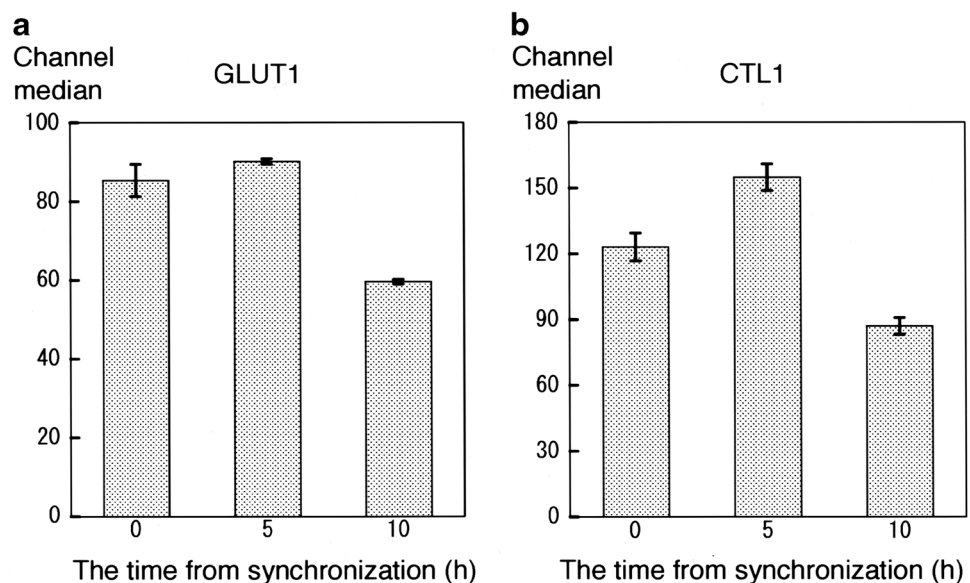 a
Channel
median
GLUT1
100
80
60
40
20
0
0 5 10
The time from synchronization (h)
b
Channel
median
CTL1
180
150
120
90
60
30
0
0 5 10
The time from synchronization (h)